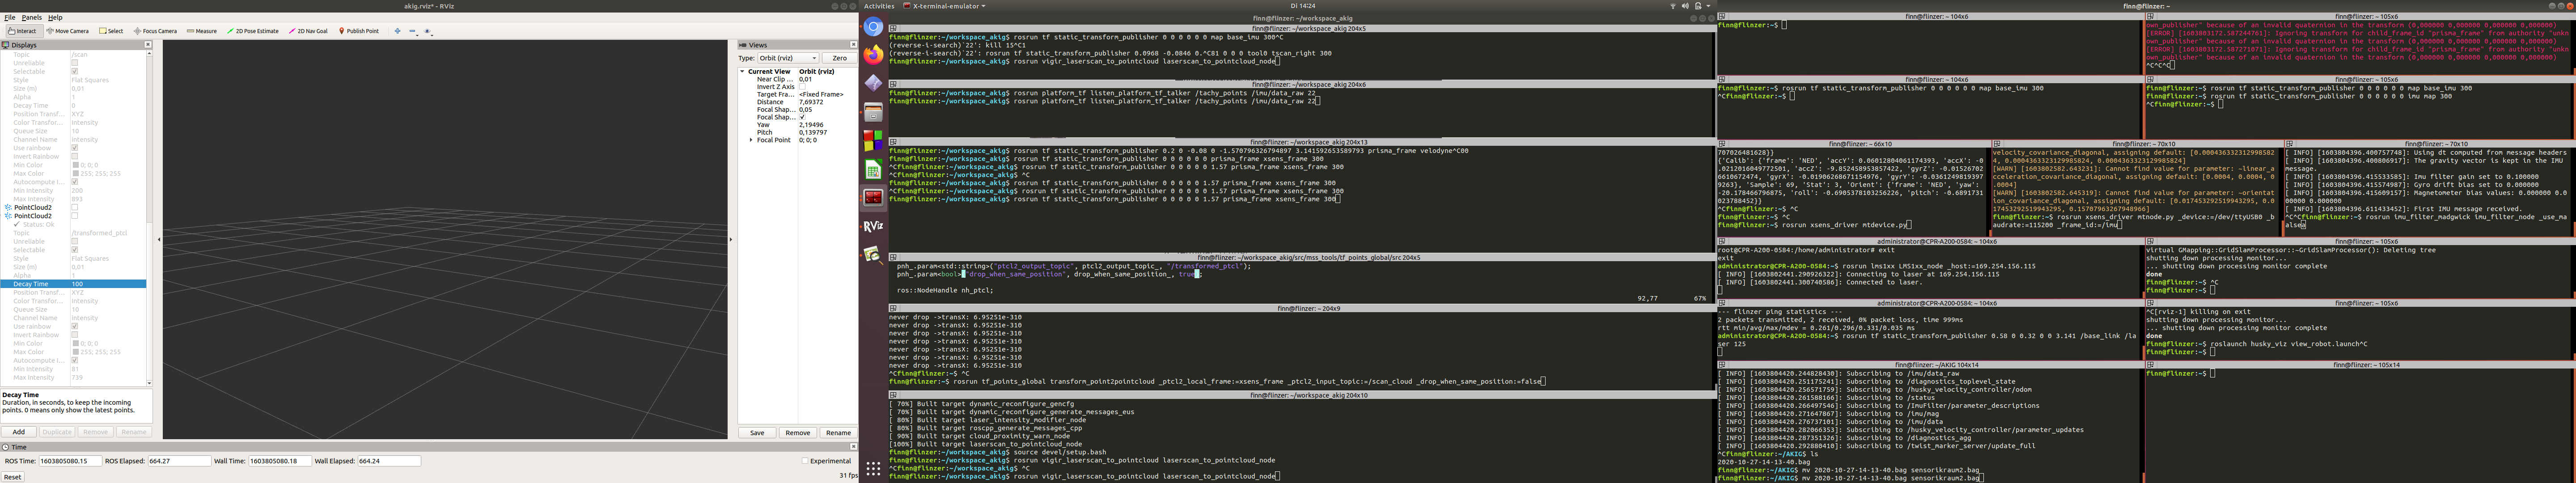 akig.rviz* - RViz
File Panels Help
Interact Move Camera Select Focus Camera Measure 2D Pose Estimate 2D Nav Goal Publish Point
Displays
Topic /scan
Unreliable
Selectable
Style Flat Squares
Size (m) 0,01
Alpha 1
Decay Time 0
Position Transf... XYZ
Color Transfor... Intensity
Queue Size 10
Channel Name intensity
Use rainbow
Invert Rainbow
Min Color 0; 0; 0
Max Color 255; 255; 255
Autocompute I...
Min Intensity 200
Max Intensity 893
PointCloud2
PointCloud2
Status: Ok
Topic /transformed_ptcl
Unreliable
Selectable
Style Flat Squares
Size (m) 0,01
Alpha 1
Decay Time 100
Position Transf... XYZ
Color Transfor... Intensity
Queue Size 10
Channel Name intensity
Use rainbow
Invert Rainbow
Min Color 0; 0; 0
Max Color 255; 255; 255
Autocompute I...
Min Intensity 81
Max Intensity 739
Decay Time
Duration, in seconds, to keep the incoming
points. 0 means only show the latest points.
Add Duplicate Remove Rename
Time
ROS Time: 1603805080.15 ROS Elapsed: 664.27 Wall Time: 1603805080.18 Wall Elapsed: 664.24 Experimental
Reset 31 fps
Views
Type: Orbit (rviz) Zero
Current View Orbit (rviz)
Near Clip ... 0,01
Invert Z Axis
Target Fra... <Fixed Frame>
Distance 7,69372
Focal Shap... 0,05
Focal Shap...
Yaw 2,19496
Pitch 0,139797
Focal Point 0; 0; 0
Save Remove Rename
Activities X-terminal-emulator Di 14:24
RViz
finn@flinzer: ~/workspace_akig
finn@flinzer: ~/workspace_akig 204x5
finn@flinzer:~/workspace_akig$ rosrun tf static_transform_publisher 0 0 0 0 0 0 map base_imu 300^C
(reverse-i-search)`22': kill 15^C1
(reverse-i-search)`22': rosrun tf static_transform_publisher 0.0968 -0.0846 0.^C81 0 0 0 tool0 tscan_right 300
finn@flinzer:~/workspace_akig$ rosrun vigir_laserscan_to_pointcloud laserscan_to_pointcloud_node
finn@flinzer: ~/workspace_akig 204x6
finn@flinzer:~/workspace_akig$ rosrun platform_tf listen_platform_tf_talker /tachy_points /imu/data_raw 22
finn@flinzer:~/workspace_akig$ rosrun platform_tf listen_platform_tf_talker /tachy_points /imu/data_raw 22
finn@flinzer: ~/workspace_akig 204x13
finn@flinzer:~/workspace_akig$ rosrun tf static_transform_publisher 0.2 0 -0.08 0 -1.570796326794897 3.141592653589793 prisma_frame velodyne^C00
finn@flinzer:~/workspace_akig$ rosrun tf static_transform_publisher 0 0 0 0 0 0 prisma_frame xsens_frame 300
^Cfinn@flinzer:~/workspace_akig$ rosrun tf static_transform_publisher 0 0 0 0 0 1.57 prisma_frame xsens_frame 300
^Cfinn@flinzer:~/workspace_akig$ ^C
finn@flinzer:~/workspace_akig$ rosrun tf static_transform_publisher 0 0 0 0 0 1.57 prisma_frame xsens_frame 300
^Cfinn@flinzer:~/workspace_akig$ rosrun tf static_transform_publisher 0 0 0 0 0 1.57 prisma_frame xsens_frame 300
^Cfinn@flinzer:~/workspace_akig$ rosrun tf static_transform_publisher 0 0 0 0 0 1.57 prisma_frame xsens_frame 300
finn@flinzer: ~/workspace_akig/src/mss_tools/tf_points_global/src 204x5
pnh_.param<std::string>("ptcl2_output_topic", ptcl2_output_topic_, "/transformed_ptcl");
pnh_.param<bool>("drop_when_same_position", drop_when_same_position_, true);
ros::NodeHandle nh_ptcl;
92,77 67%
finn@flinzer: ~ 204x9
never drop ->transX: 6.95251e-310
never drop ->transX: 6.95251e-310
never drop ->transX: 6.95251e-310
never drop ->transX: 6.95251e-310
never drop ->transX: 6.95251e-310
never drop ->transX: 6.95251e-310
never drop ->transX: 6.95251e-310
^Cfinn@flinzer:~$ ^C
finn@flinzer:~$ rosrun tf_points_global transform_point2pointcloud _ptcl2_local_frame:=xsens_frame _ptcl2_input_topic:=/scan_cloud _drop_when_same_position:=false
finn@flinzer: ~/workspace_akig 204x10
[ 70%] Built target dynamic_reconfigure_gencfg
[ 70%] Built target dynamic_reconfigure_generate_messages_eus
[ 80%] Built target laser_intensity_modifier_node
[ 80%] Built target roscpp_generate_messages_cpp
[ 90%] Built target cloud_proximity_warn_node
[100%] Built target laserscan_to_pointcloud_node
finn@flinzer:~/workspace_akig$ source devel/setup.bash
finn@flinzer:~/workspace_akig$ rosrun vigir_laserscan_to_pointcloud laserscan_to_pointcloud_node
^Cfinn@flinzer:~/workspace_akig$ ^C
finn@flinzer:~/workspace_akig$ rosrun vigir_laserscan_to_pointcloud laserscan_to_pointcloud_node
finn@flinzer: ~
finn@flinzer: ~ 104x6
finn@flinzer:~$
finn@flinzer: ~ 105x6
own_publisher" because of an invalid quaternion in the transform (0,000000 0,000000 0,000000 0,000000)
[ERROR] [1603803172.587244761]: Ignoring transform for child_frame_id "prisma_frame" from authority "unkn
own_publisher" because of an invalid quaternion in the transform (0,000000 0,000000 0,000000 0,000000)
[ERROR] [1603803172.587271071]: Ignoring transform for child_frame_id "prisma_frame" from authority "unkn
own_publisher" because of an invalid quaternion in the transform (0,000000 0,000000 0,000000 0,000000)
^C^C^C
finn@flinzer: ~ 104x6
finn@flinzer:~$ rosrun tf static_transform_publisher 0 0 0 0 0 0 map base_imu 300
^Cfinn@flinzer:~$
finn@flinzer: ~ 105x6
finn@flinzer:~$ rosrun tf static_transform_publisher 0 0 0 0 0 0 map base_imu 300
finn@flinzer:~$ rosrun tf static_transform_publisher 0 0 0 0 0 0 imu map 300
^Cfinn@flinzer:~$
finn@flinzer: ~ 66x10
707026481628}}
{'Calib': {'frame': 'NED', 'accY': 0.06012804061174393, 'accX': -0
.02120160497722501, 'accZ': -9.852458953857422, 'gyrZ': -0.01526702
6610672474, 'gyrX': -0.01906268671154976, 'gyrY': -0.0361249819397
9263}, 'Sample': 69, 'Stat': 3, 'Orient': {'frame': 'NED', 'yaw':
-20.178466796875, 'roll': -0.6905378103256226, 'pitch': -0.6891731
023788452}}
^Cfinn@flinzer:~$ ^C
finn@flinzer:~$ ^C
finn@flinzer:~$ rosrun xsens_driver mtdevice.py
finn@flinzer: ~ 70x10
velocity_covariance_diagonal, assigning default: [0.000436332312998582
4, 0.0004363323129985824, 0.0004363323129985824]
[WARN] [1603802582.643231]: Cannot find value for parameter: ~linear_a
cceleration_covariance_diagonal, assigning default: [0.0004, 0.0004, 0
.0004]
[WARN] [1603802582.645319]: Cannot find value for parameter: ~orientat
ion_covariance_diagonal, assigning default: [0.017453292519943295, 0.0
17453292519943295, 0.15707963267948966]
^Cfinn@flinzer:~$ rosrun xsens_driver mtnode.py _device:=/dev/ttyUSB0 _b
audrate:=115200 _frame_id:=/imu
finn@flinzer: ~ 70x10
[ INFO] [1603804396.400757748]: Using dt computed from message headers
[ INFO] [1603804396.400806917]: The gravity vector is kept in the IMU
message.
[ INFO] [1603804396.415533585]: Imu filter gain set to 0.100000
[ INFO] [1603804396.415574987]: Gyro drift bias set to 0.000000
[ INFO] [1603804396.415607132]: Magnetometer bias values: 0.000000 0.0
00000 0.000000
[ INFO] [1603804396.611433452]: First IMU message received.
^C^Cfinn@flinzer:~$ rosrun imu_filter_madgwick imu_filter_node _use_ma
alse
administrator@CPR-A200-0584: ~ 104x6
root@CPR-A200-0584:/home/administrator# exit
exit
administrator@CPR-A200-0584:~$ rosrun lms1xx LMS1xx_node _host:=169.254.156.115
[ INFO] [1603802441.290926322]: Connecting to laser at 169.254.156.115
[ INFO] [1603802441.300740586]: Connected to laser.
finn@flinzer: ~ 105x6
virtual GMapping::GridSlamProcessor::~GridSlamProcessor(): Deleting tree
shutting down processing monitor...
... shutting down processing monitor complete
done
finn@flinzer:~$ ^C
finn@flinzer:~$
administrator@CPR-A200-0584: ~ 104x6
--- flinzer ping statistics ---
2 packets transmitted, 2 received, 0% packet loss, time 999ms
rtt min/avg/max/mdev = 0.261/0.296/0.331/0.035 ms
administrator@CPR-A200-0584:~$ rosrun tf static_transform_publisher 0.58 0 0.32 0 0 3.141 /base_link /la
ser 125
finn@flinzer: ~ 105x6
^C[rviz-1] killing on exit
shutting down processing monitor...
... shutting down processing monitor complete
done
finn@flinzer:~$ roslaunch husky_viz view_robot.launch^C
finn@flinzer:~$
finn@flinzer: ~/AKIG 104x14
[ INFO] [1603804420.244828430]: Subscribing to /imu/data_raw
[ INFO] [1603804420.251175241]: Subscribing to /diagnostics_toplevel_state
[ INFO] [1603804420.256571759]: Subscribing to /husky_velocity_controller/odom
[ INFO] [1603804420.261588166]: Subscribing to /status
[ INFO] [1603804420.266497546]: Subscribing to /ImuFilter/parameter_descriptions
[ INFO] [1603804420.271647867]: Subscribing to /imu/mag
[ INFO] [1603804420.276737101]: Subscribing to /imu/data
[ INFO] [1603804420.282066353]: Subscribing to /husky_velocity_controller/parameter_updates
[ INFO] [1603804420.287351326]: Subscribing to /diagnostics_agg
[ INFO] [1603804420.292880410]: Subscribing to /twist_marker_server/update_full
^Cfinn@flinzer:~/AKIG$ ls
2020-10-27-14-13-40.bag
finn@flinzer:~/AKIG$ mv 2020-10-27-14-13-40.bag sensorikraum2.bag
finn@flinzer:~/AKIG$ mv 2020-10-27-14-13-40.bag sensorikraum2.bag
finn@flinzer: ~ 105x14
finn@flinzer:~$